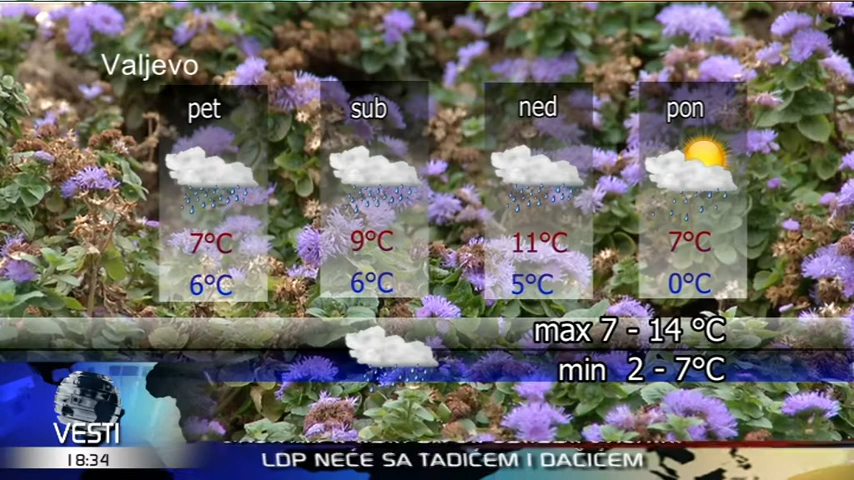 Valjevo
pet sub ned pon
7°C 9°C 11°C 7°C
6°C 6°C 5°C 0°C
max 7 - 14 °C
min 2 - 7°C
VESTI
18:34
LDP NEĆE SA TADIĆEM I DAČIĆEM